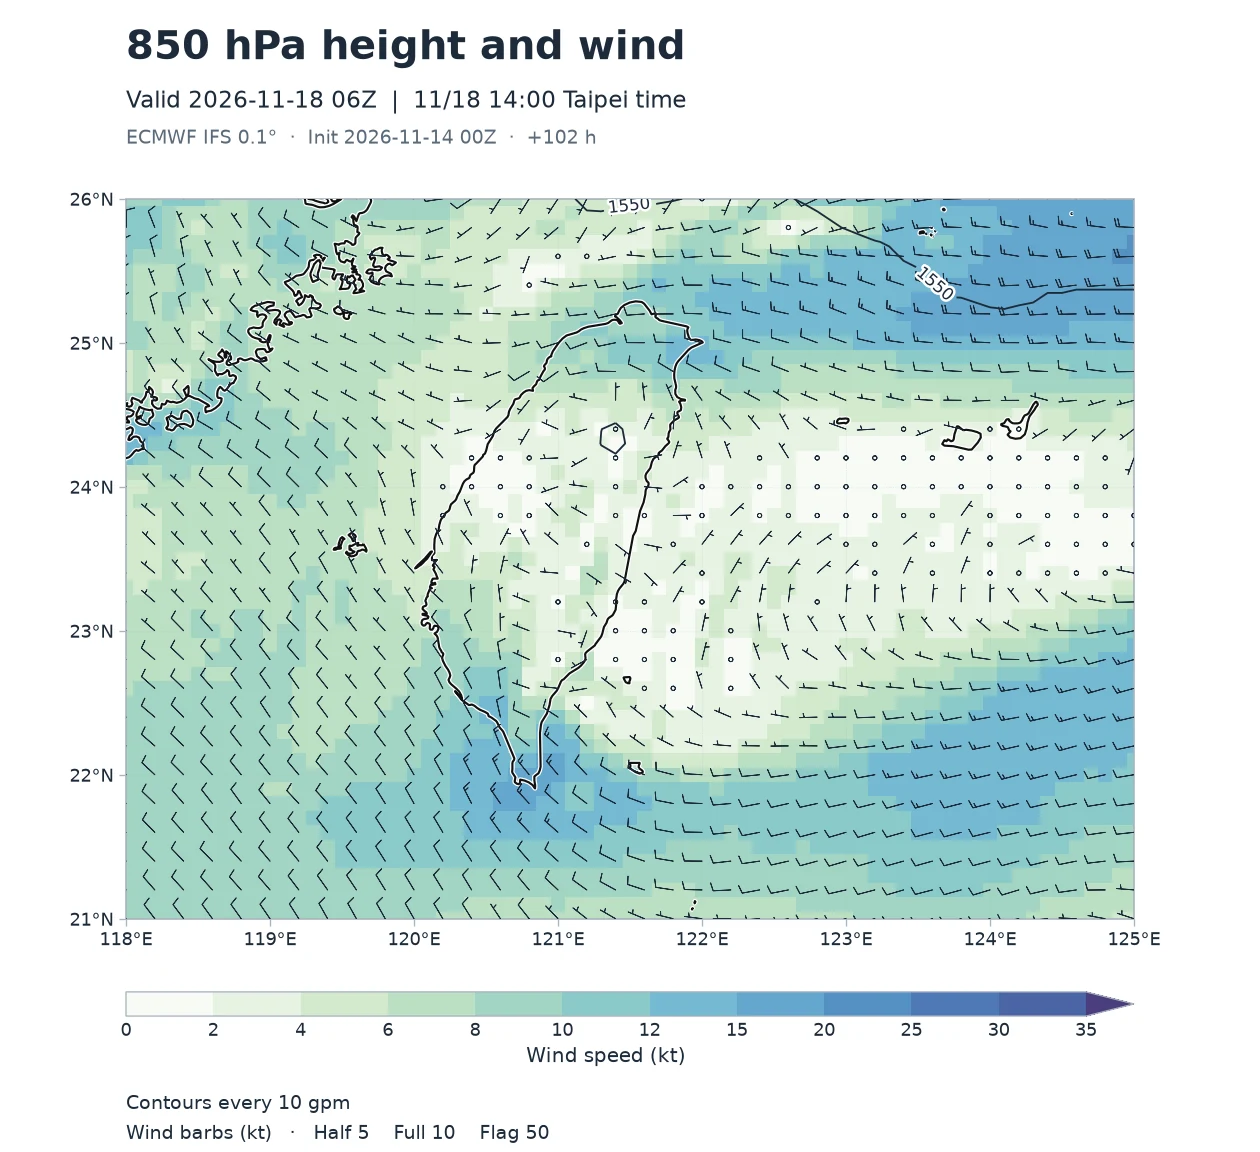 850 hPa height and wind
Valid 2026-11-18 06Z | 11/18 14:00 Taipei time
ECMWF IFS 0.1° · Init 2026-11-14 00Z · +102 h
26°N
25°N
24°N
23°N
22°N
21°N
1550
1550
118°E 119°E 120°E 121°E 122°E 123°E 124°E 125°E
0 2 4 6 8 10 12 15 20 25 30 35
Wind speed (kt)
Contours every 10 gpm
Wind barbs (kt) · Half 5 Full 10 Flag 50